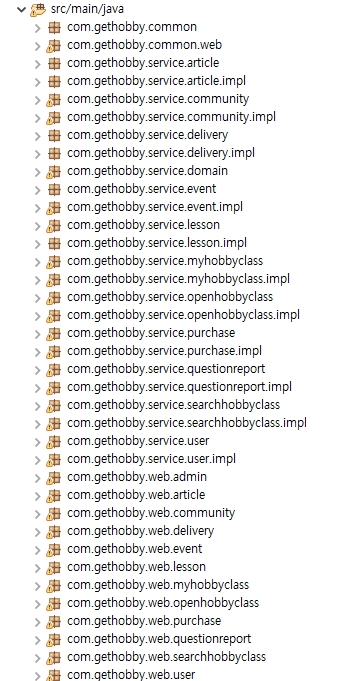 src/main/java
com.gethobby.common
com.gethobby.common.web
com.gethobby.service.article
com.gethobby.service.article.impl
com.gethobby.service.community
com.gethobby.service.community.impl
com.gethobby.service.delivery
com.gethobby.service.delivery.impl
com.gethobby.service.domain
com.gethobby.service.event
com.gethobby.service.event.impl
com.gethobby.service.lesson
com.gethobby.service.lesson.impl
com.gethobby.service.myhobbyclass
com.gethobby.service.myhobbyclass.impl
com.gethobby.service.openhobbyclass
com.gethobby.service.openhobbyclass.impl
com.gethobby.service.purchase
com.gethobby.service.purchase.impl
com.gethobby.service.questionreport
com.gethobby.service.questionreport.impl
com.gethobby.service.searchhobbyclass
com.gethobby.service.searchhobbyclass.impl
com.gethobby.service.user
com.gethobby.service.user.impl
com.gethobby.web.admin
com.gethobby.web.article
com.gethobby.web.community
com.gethobby.web.delivery
com.gethobby.web.event
com.gethobby.web.lesson
com.gethobby.web.myhobbyclass
com.gethobby.web.openhobbyclass
com.gethobby.web.purchase
com.gethobby.web.questionreport
com.gethobby.web.searchhobbyclass
com.gethobby.web.user